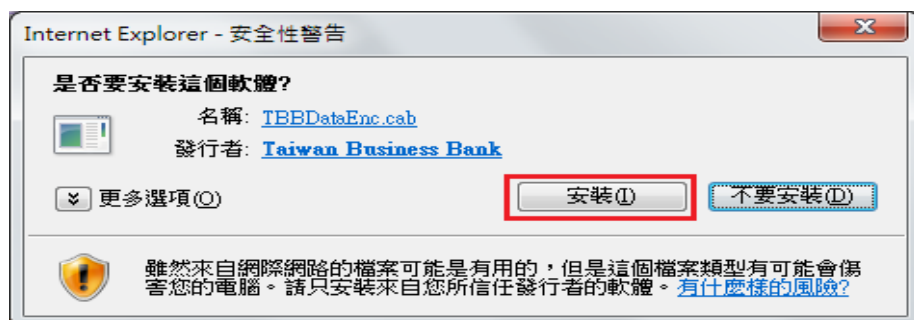 Internet Explorer - 安全性警告
是否要安裝這個軟體?
名稱: TBBDataEnc.cab
發行者: Taiwan Business Bank
更多選項(O)
安裝(I)
不要安裝(D)
雖然來自網際網路的檔案可能是有用的，但是這個檔案類型有可能會傷
害您的電腦。請只安裝來自您所信任發行者的軟體。有什麼樣的風險?